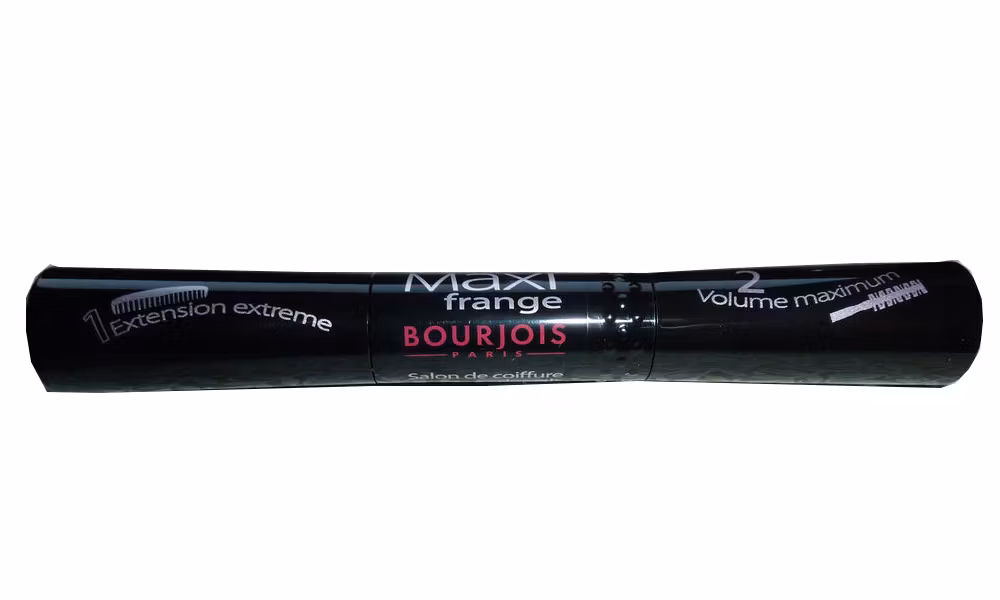 1 Extension extreme
Maxi
frange
BOURJOIS
PARIS
Salon de coiffure
2
Volume maximum